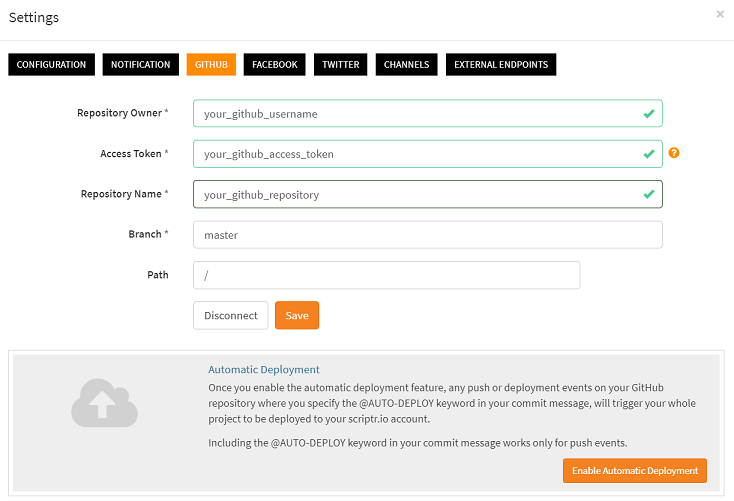 Settings
×
CONFIGURATION NOTIFICATION GITHUB FACEBOOK TWITTER CHANNELS EXTERNAL ENDPOINTS
Repository Owner * your_github_username
Access Token * your_github_access_token ?
Repository Name * your_github_repository
Branch * master
Path /
Disconnect Save
Automatic Deployment
Once you enable the automatic deployment feature, any push or deployment events on your GitHub
repository where you specify the @AUTO-DEPLOY keyword in your commit message, will trigger your whole
project to be deployed to your scriptr.io account.
Including the @AUTO-DEPLOY keyword in your commit message works only for push events.
Enable Automatic Deployment